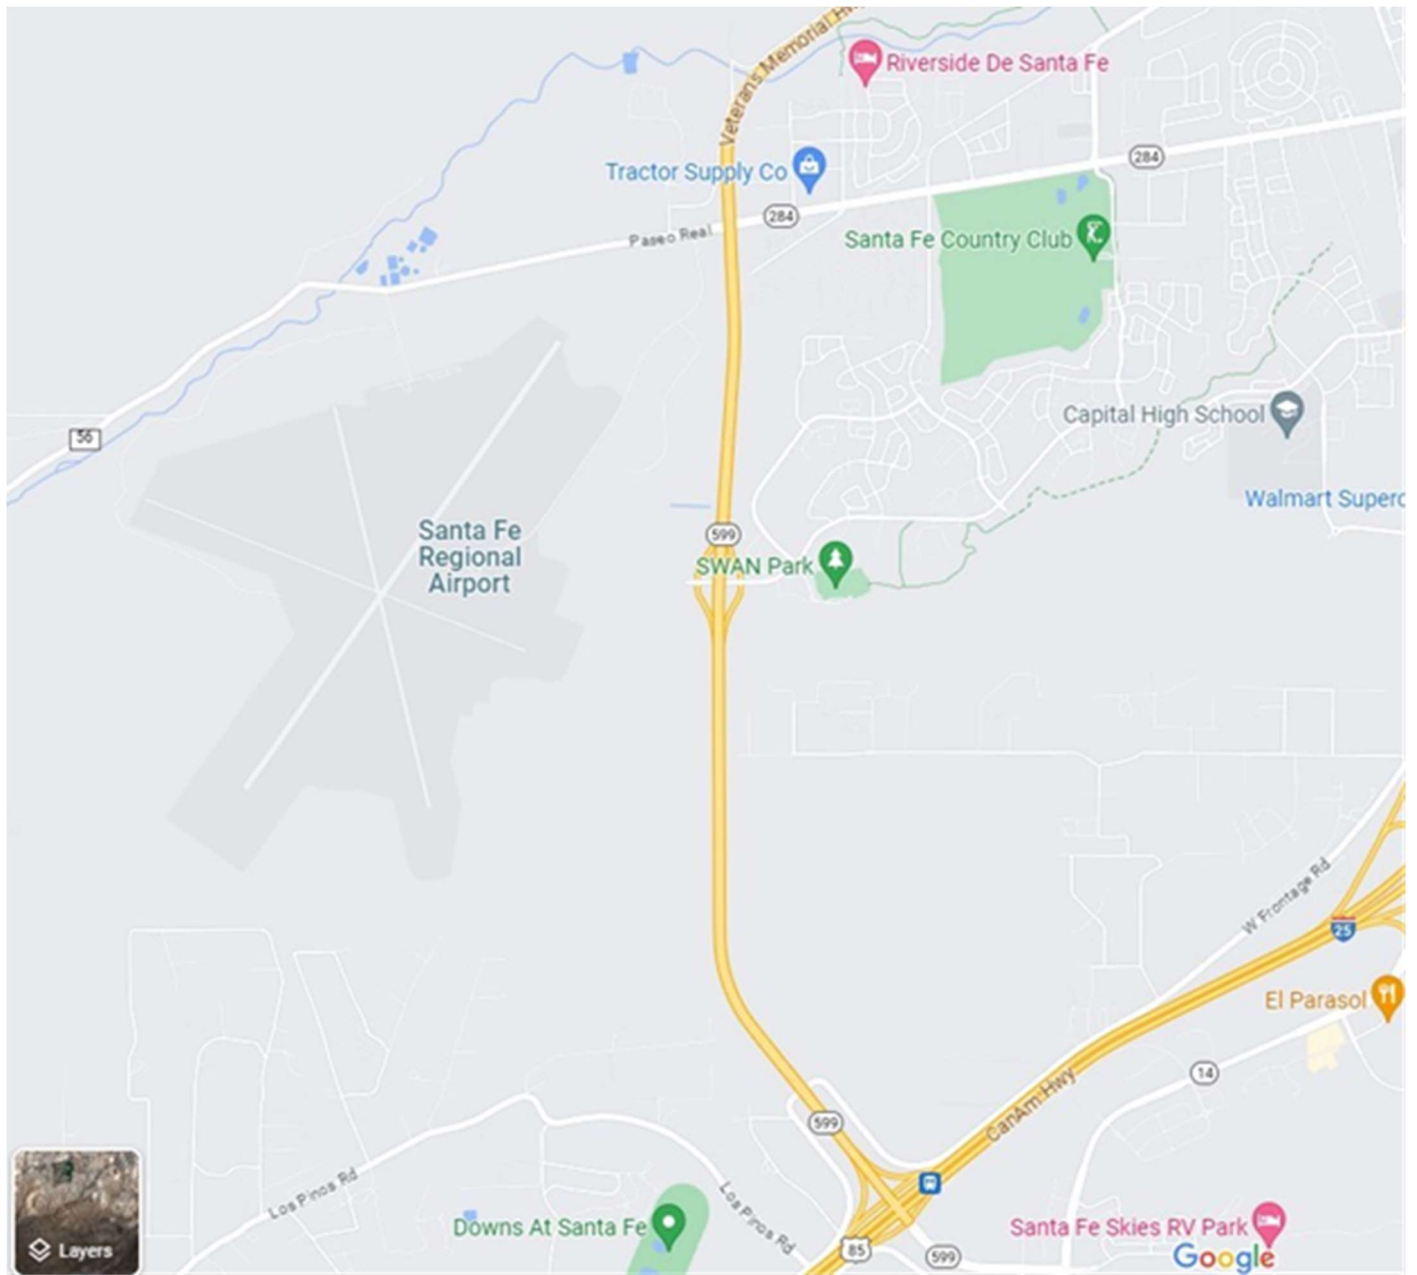 Veterans Memorial Hw
Riverside De Santa Fe
Tractor Supply Co
284
284
Paseo Real
Santa Fe Country Club
56
Capital High School
Walmart Superc
Santa Fe
Regional
Airport
599
SWAN Park
W Frontage Rd
25
El Parasol
14
CanAm Hwy
599
Los Pinos Rd
Los Pinos Rd
Downs At Santa Fe
Santa Fe Skies RV Park
85
599
Layers
Google